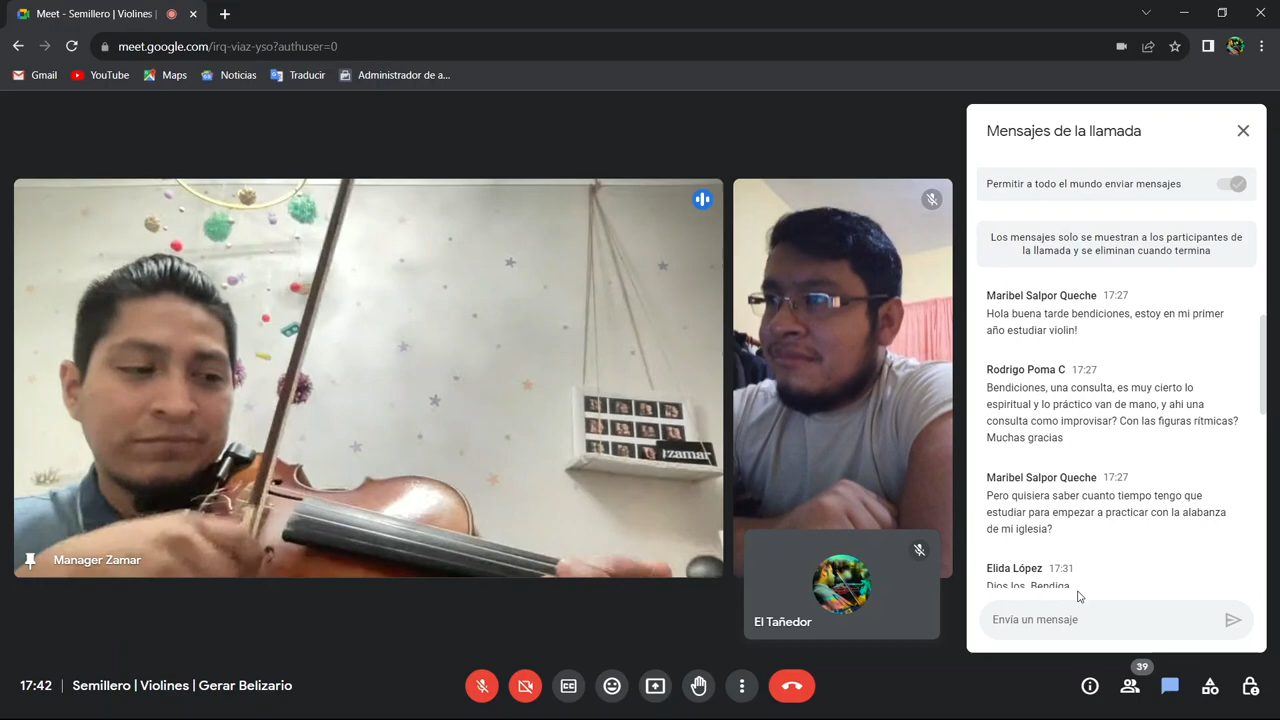 Meet - Semillero | Violines |
meet.google.com/irq-viaz-yso?authuser=0
Gmail
YouTube
Maps
Noticias
Traducir
Administrador de a...
Manager Zamar
zamar
El Tañedor
Mensajes de la llamada
Permitir a todo el mundo enviar mensajes
Los mensajes solo se muestran a los participantes de
la llamada y se eliminan cuando termina
Maribel Salpor Queche 17:27
Hola buena tarde bendiciones, estoy en mi primer
año estudiar violin!
Rodrigo Poma C 17:27
Bendiciones, una consulta, es muy cierto lo
espiritual y lo práctico van de mano, y ahi una
consulta como improvisar? Con las figuras rítmicas?
Muchas gracias
Maribel Salpor Queche 17:27
Pero quisiera saber cuanto tiempo tengo que
estudiar para empezar a practicar con la alabanza
de mi iglesia?
Elida López 17:31
Dios los. Bendiga
Envía un mensaje
17:42 | Semillero | Violines | Gerar Belizario
39